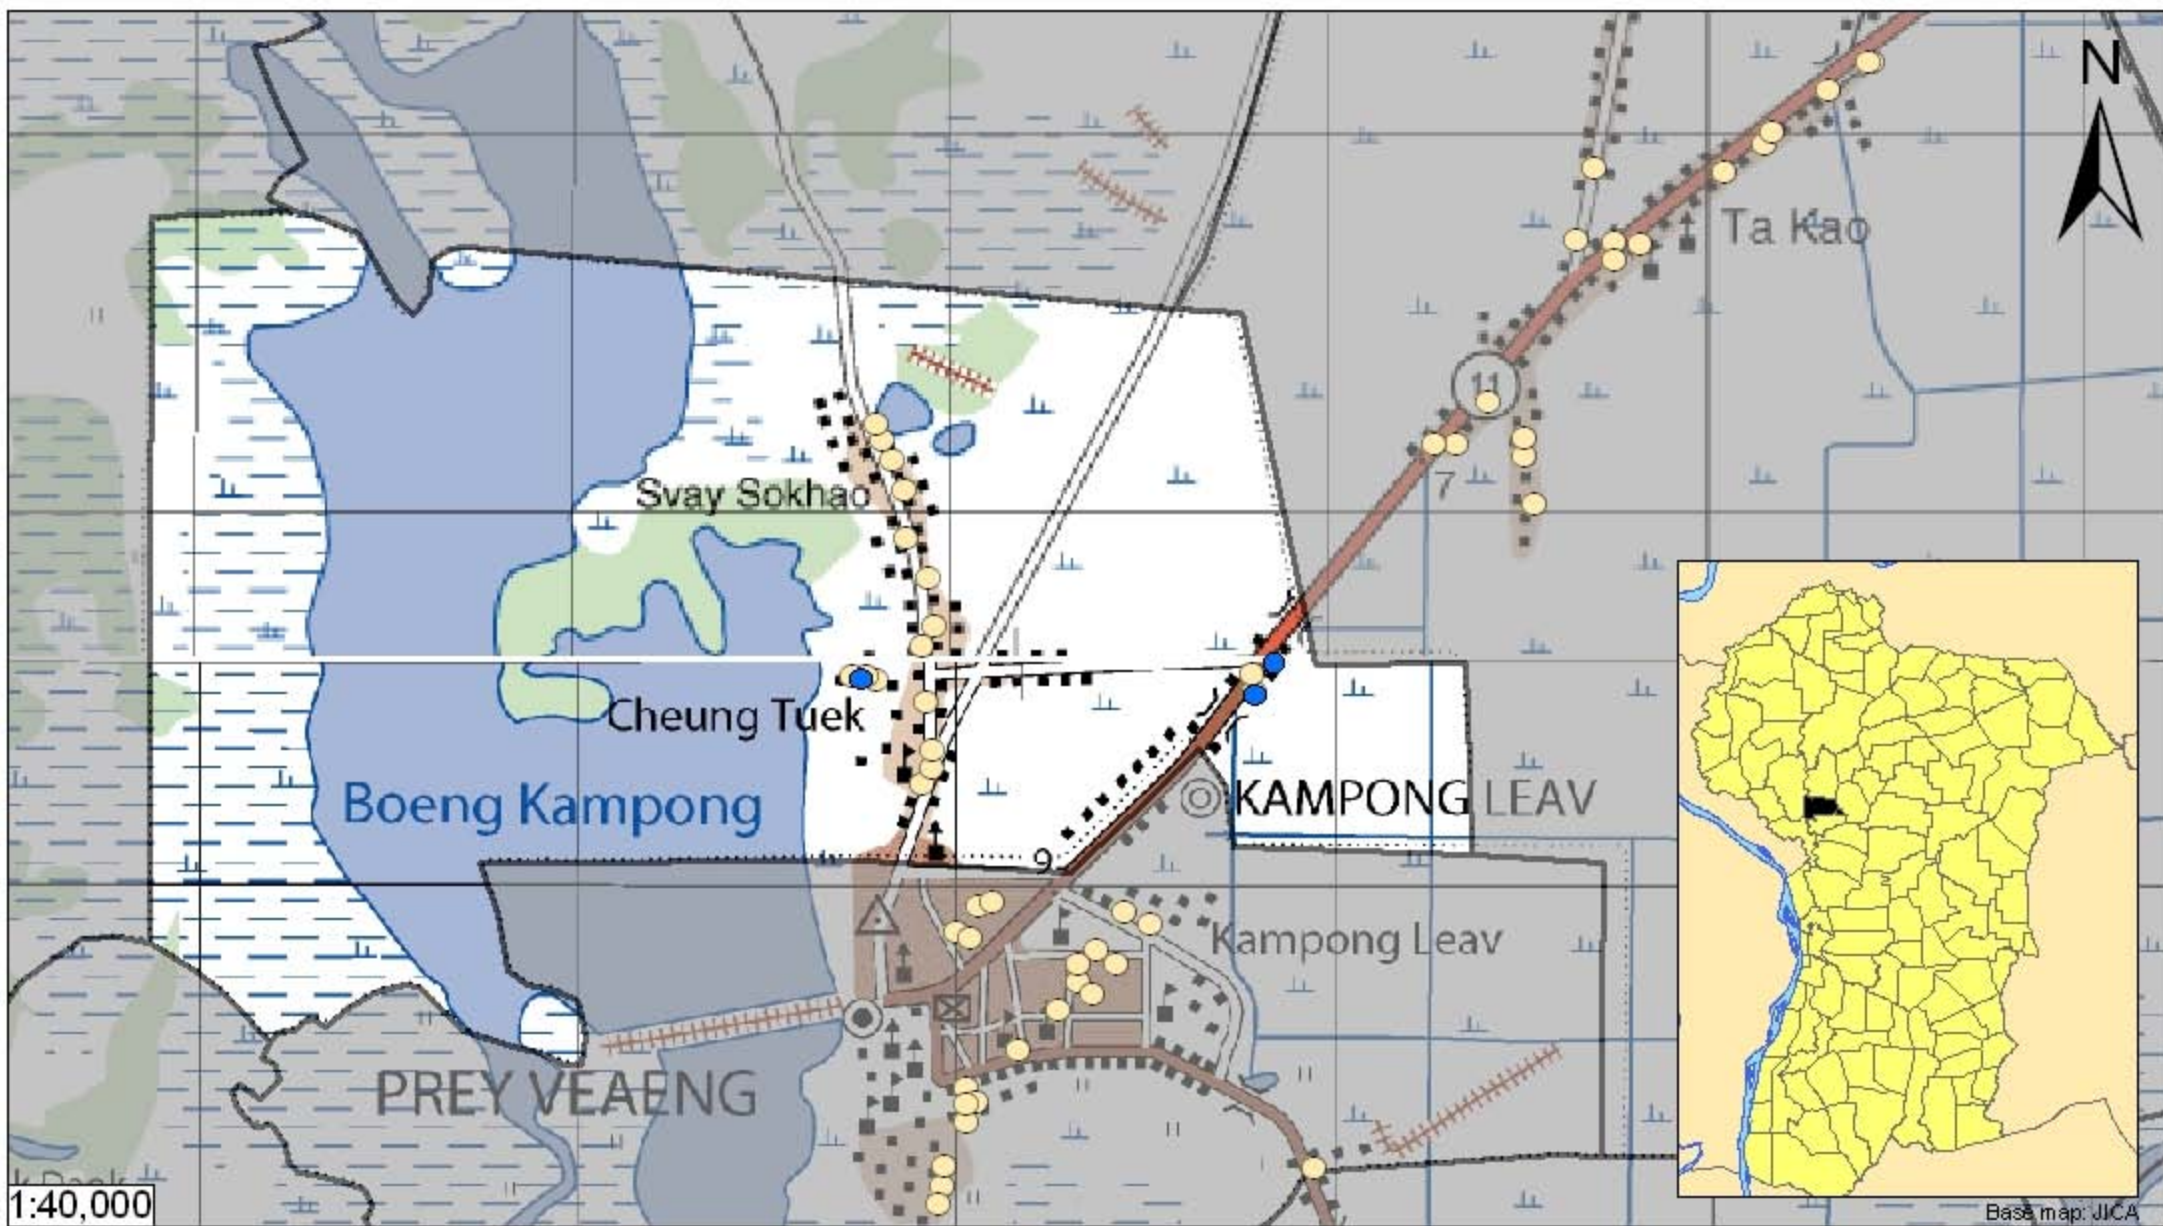 N
Ta Kao
11
7
Svay Sokhao
Cheung Tuek
Boeng Kampong
KAMPONG LEAV
9
Kampong Leav
PREY VEAENG
1:40,000
Base map: JICA